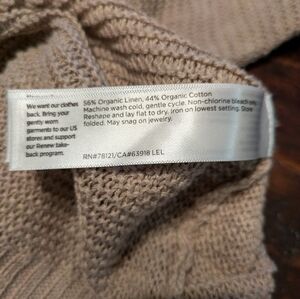 We want our clothes
back. Bring your
gently worn
garments to our US
stores and support
our Renew take-
back program.
56% Organic Linen, 44% Organic Cotton
Machine wash cold, gentle cycle. Non-chlorine bleach only.
Reshape and lay flat to dry. Iron on lowest setting. Store
folded. May snag on jewelry.
RN#78121/CA#63918 LEL